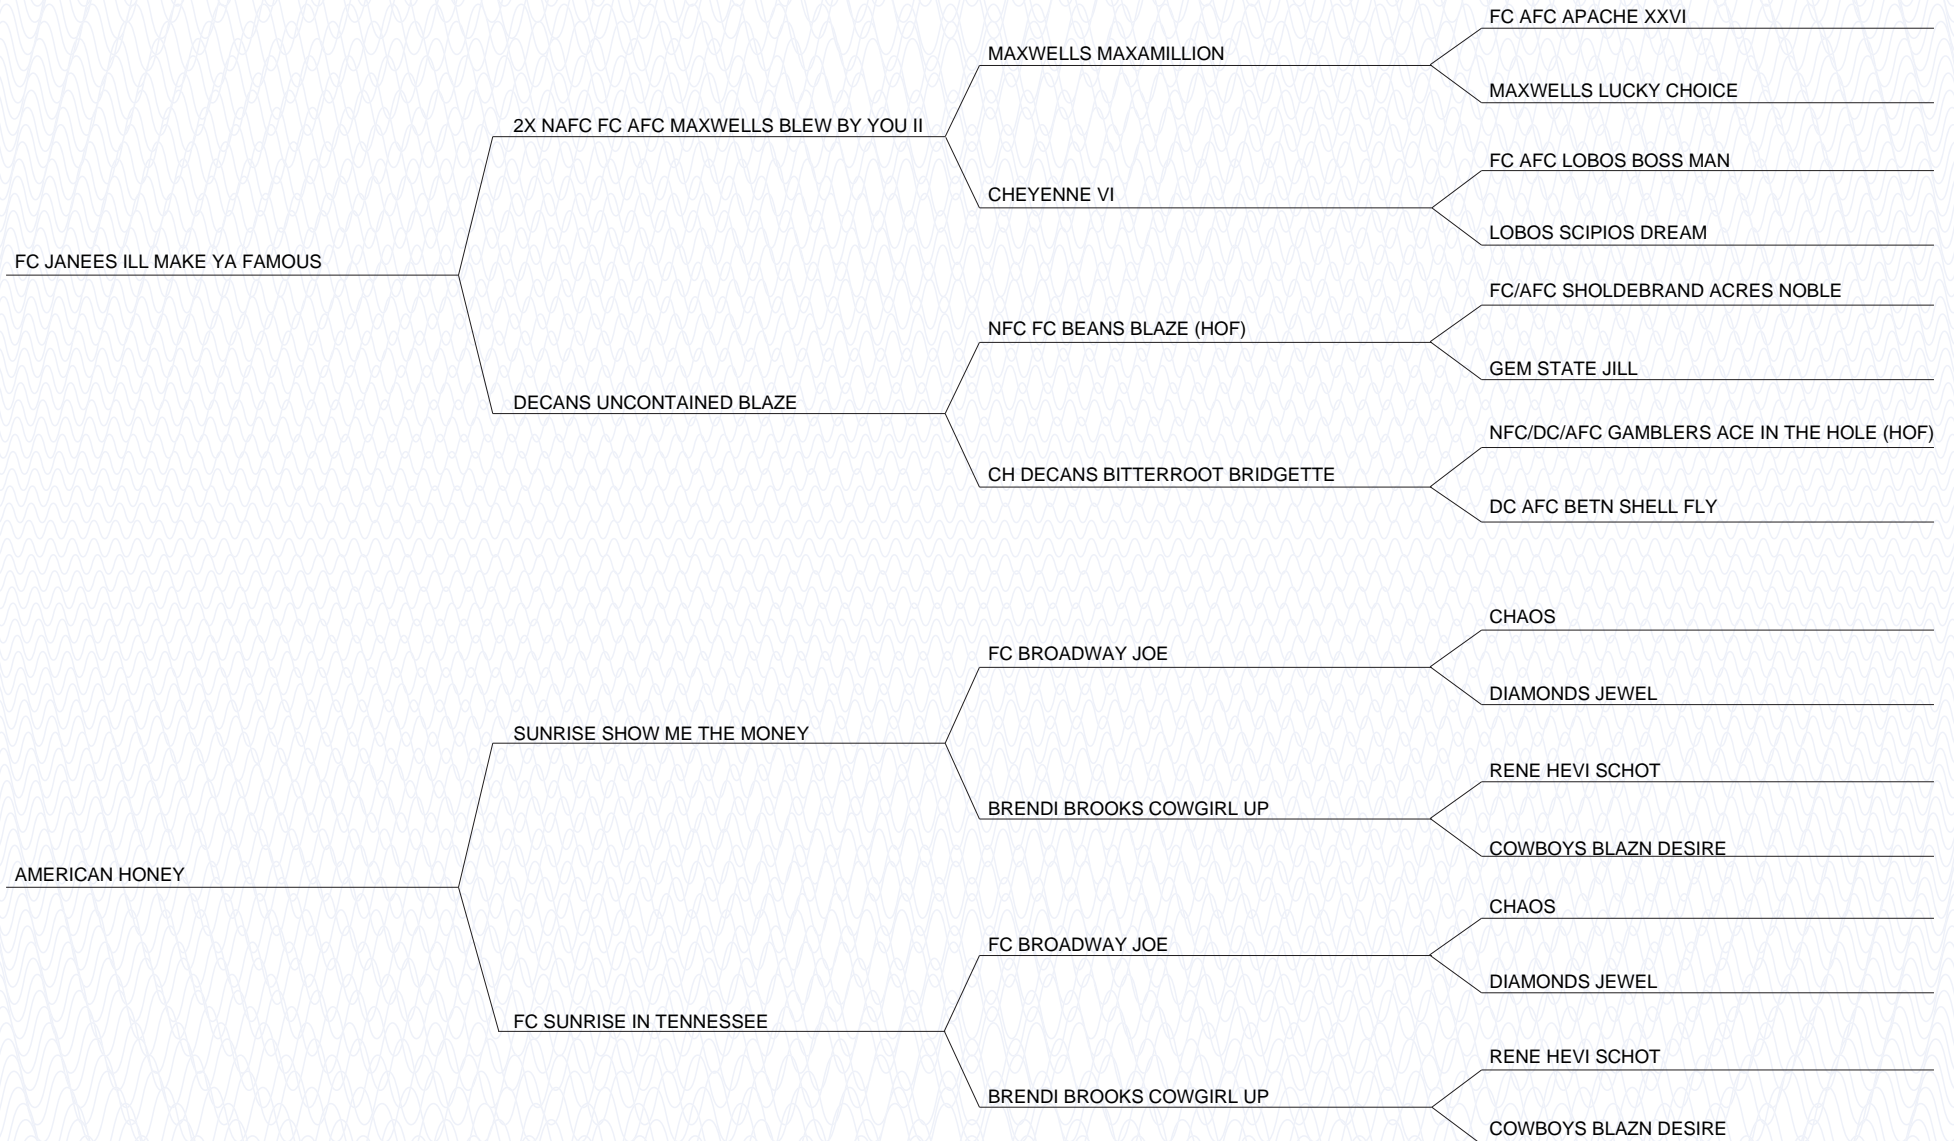 FC AFC APACHE XXVI
MAXWELLS MAXAMILLION
MAXWELLS LUCKY CHOICE
2X NAFC FC AFC MAXWELLS BLEW BY YOU II
FC AFC LOBOS BOSS MAN
CHEYENNE VI
LOBOS SCIPIOS DREAM
FC JANEES ILL MAKE YA FAMOUS
FC/AFC SHOLDEBRAND ACRES NOBLE
NFC FC BEANS BLAZE (HOF)
GEM STATE JILL
DECANS UNCONTAINED BLAZE
NFC/DC/AFC GAMBLERS ACE IN THE HOLE (HOF)
CH DECANS BITTERROOT BRIDGETTE
DC AFC BETN SHELL FLY
CHAOS
FC BROADWAY JOE
DIAMONDS JEWEL
SUNRISE SHOW ME THE MONEY
RENE HEVI SCHOT
BRENDI BROOKS COWGIRL UP
COWBOYS BLAZN DESIRE
AMERICAN HONEY
CHAOS
FC BROADWAY JOE
DIAMONDS JEWEL
FC SUNRISE IN TENNESSEE
RENE HEVI SCHOT
BRENDI BROOKS COWGIRL UP
COWBOYS BLAZN DESIRE